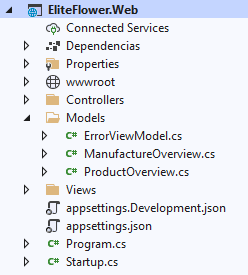 EliteFlower.Web
Connected Services
Dependencias
Properties
wwwroot
Controllers
Models
C# ErrorViewModel.cs
C# ManufactureOverview.cs
C# ProductOverview.cs
Views
appsettings.Development.json
appsettings.json
C# Program.cs
C# Startup.cs